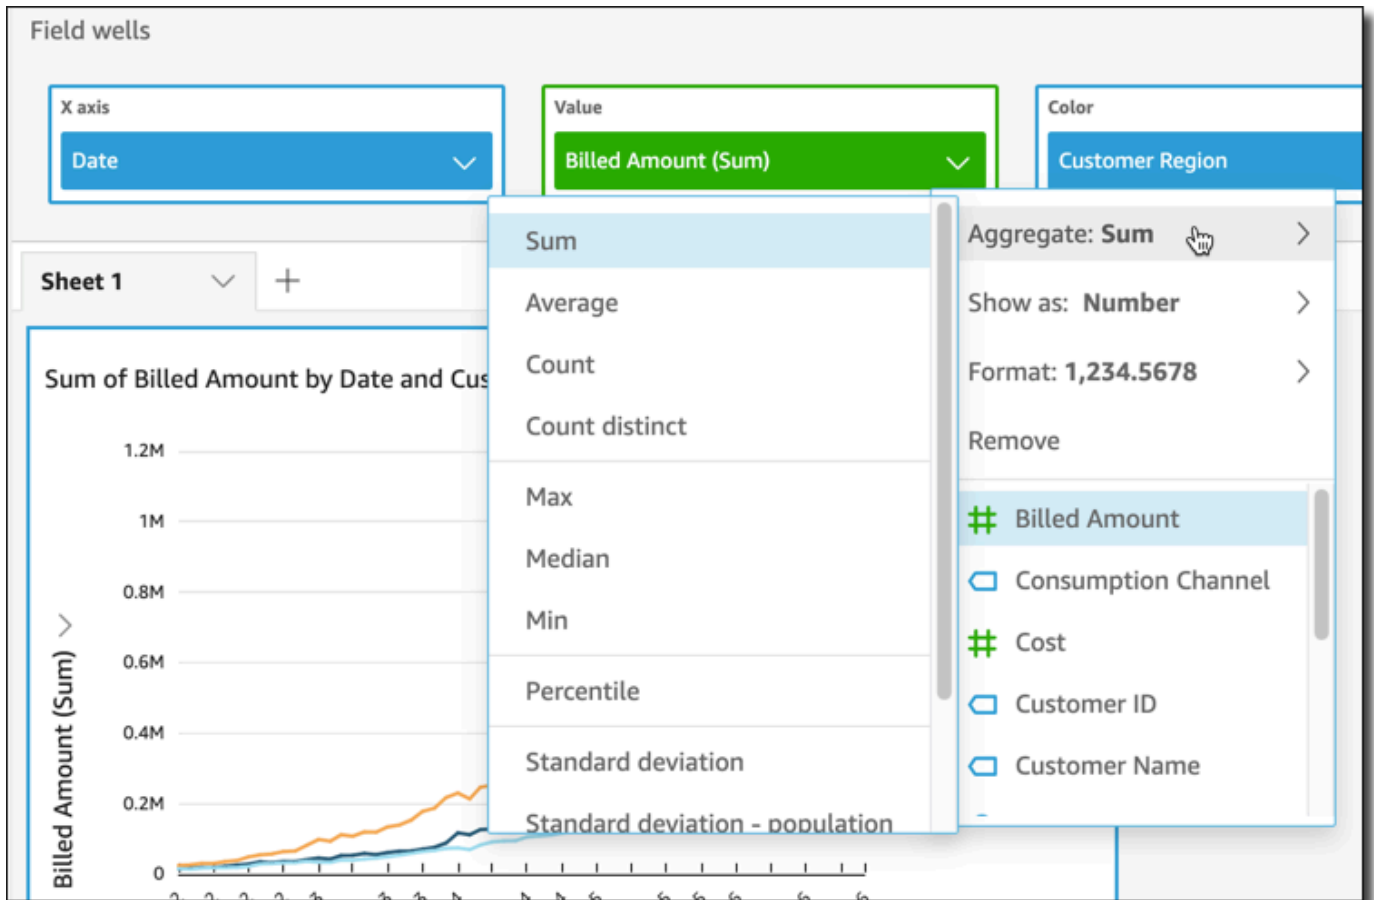 Field wells
X axis
Date
Value
Billed Amount (Sum)
Color
Customer Region
Sheet 1
Sum of Billed Amount by Date and Cus
1.2M
1M
0.8M
0.6M
0.4M
0.2M
0
Billed Amount (Sum)
Sum
Average
Count
Count distinct
Max
Median
Min
Percentile
Standard deviation
Standard deviation - population
Aggregate: Sum
Show as: Number
Format: 1,234.5678
Remove
Billed Amount
Consumption Channel
Cost
Customer ID
Customer Name